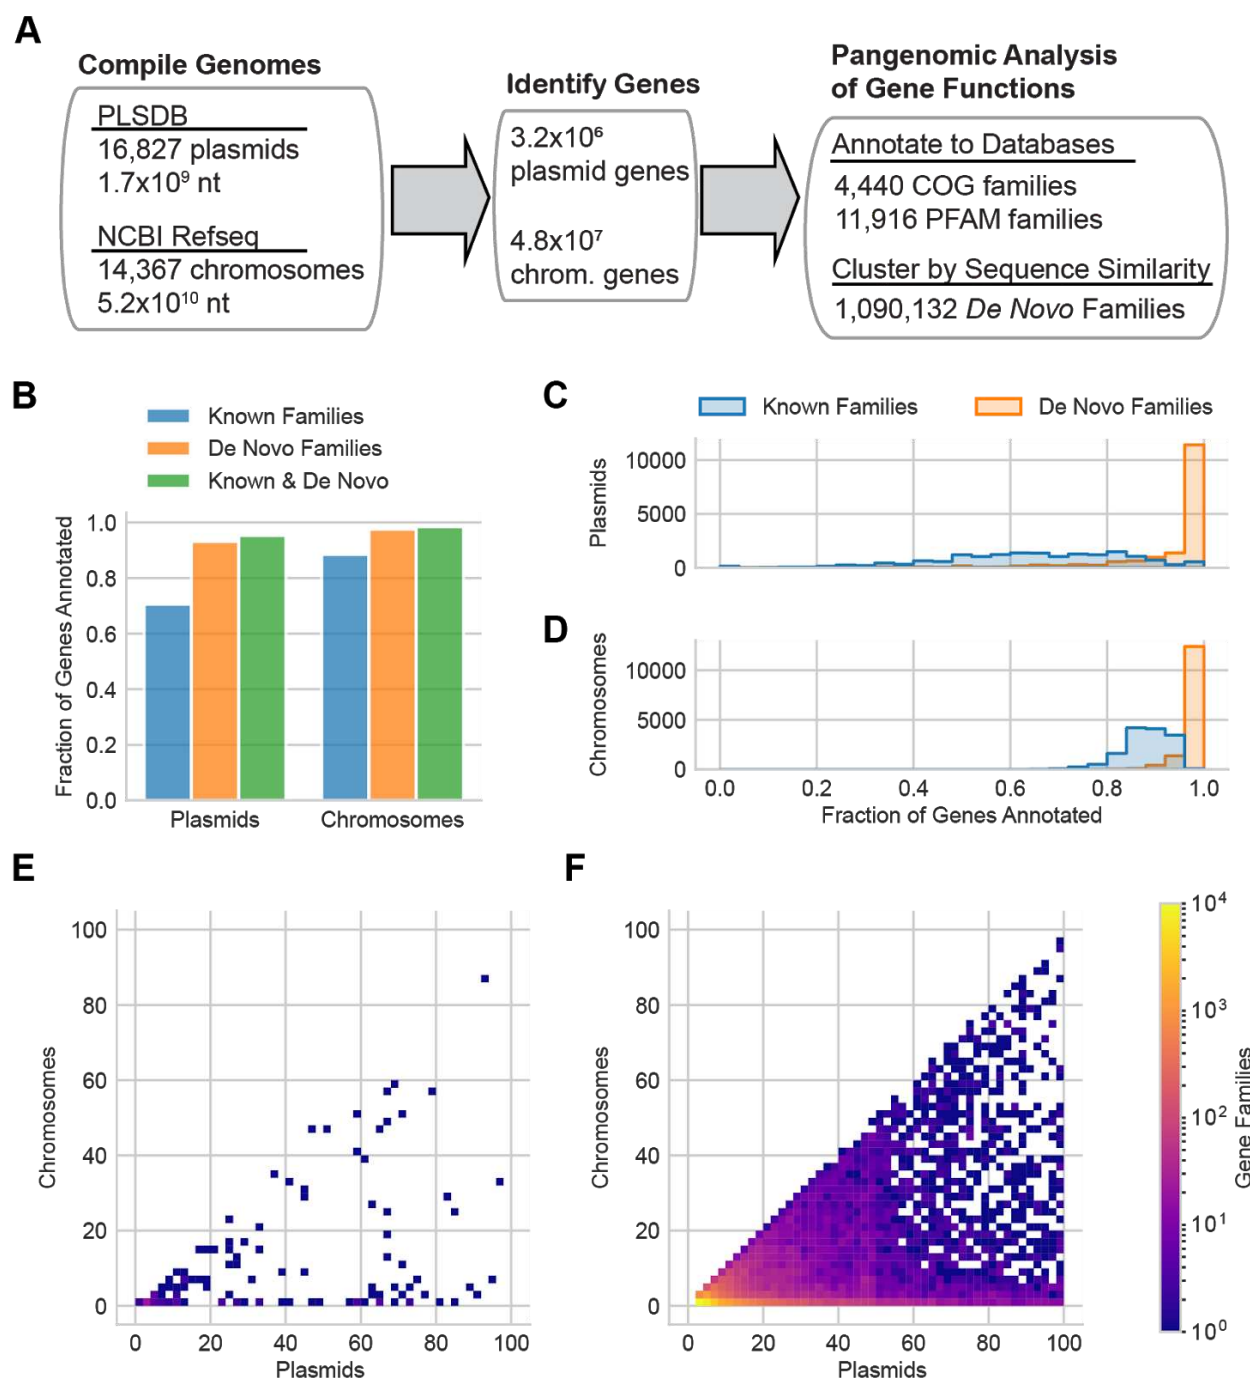 A
Compile Genomes
PLSDB
16,827 plasmids
1.7x10⁹ nt
NCBI Refseq
14,367 chromosomes
5.2x10¹⁰ nt
Identify Genes
3.2x10⁶
plasmid genes
4.8x10⁷
chrom. genes
Pangenomic Analysis
of Gene Functions
Annotate to Databases
4,440 COG families
11,916 PFAM families
Cluster by Sequence Similarity
1,090,132 De Novo Families
B
Known Families
De Novo Families
Known & De Novo
Fraction of Genes Annotated
1.0
0.8
0.6
0.4
0.2
0.0
Plasmids Chromosomes
C
Known Families De Novo Families
Plasmids
10000
5000
0
D
Chromosomes
10000
5000
0
0.0 0.2 0.4 0.6 0.8 1.0
Fraction of Genes Annotated
E
Chromosomes
100
80
60
40
20
0
0 20 40 60 80 100
Plasmids
F
Chromosomes
100
80
60
40
20
0
0 20 40 60 80 100
Plasmids
10⁴
10³
10²
10¹
10⁰
Gene Families